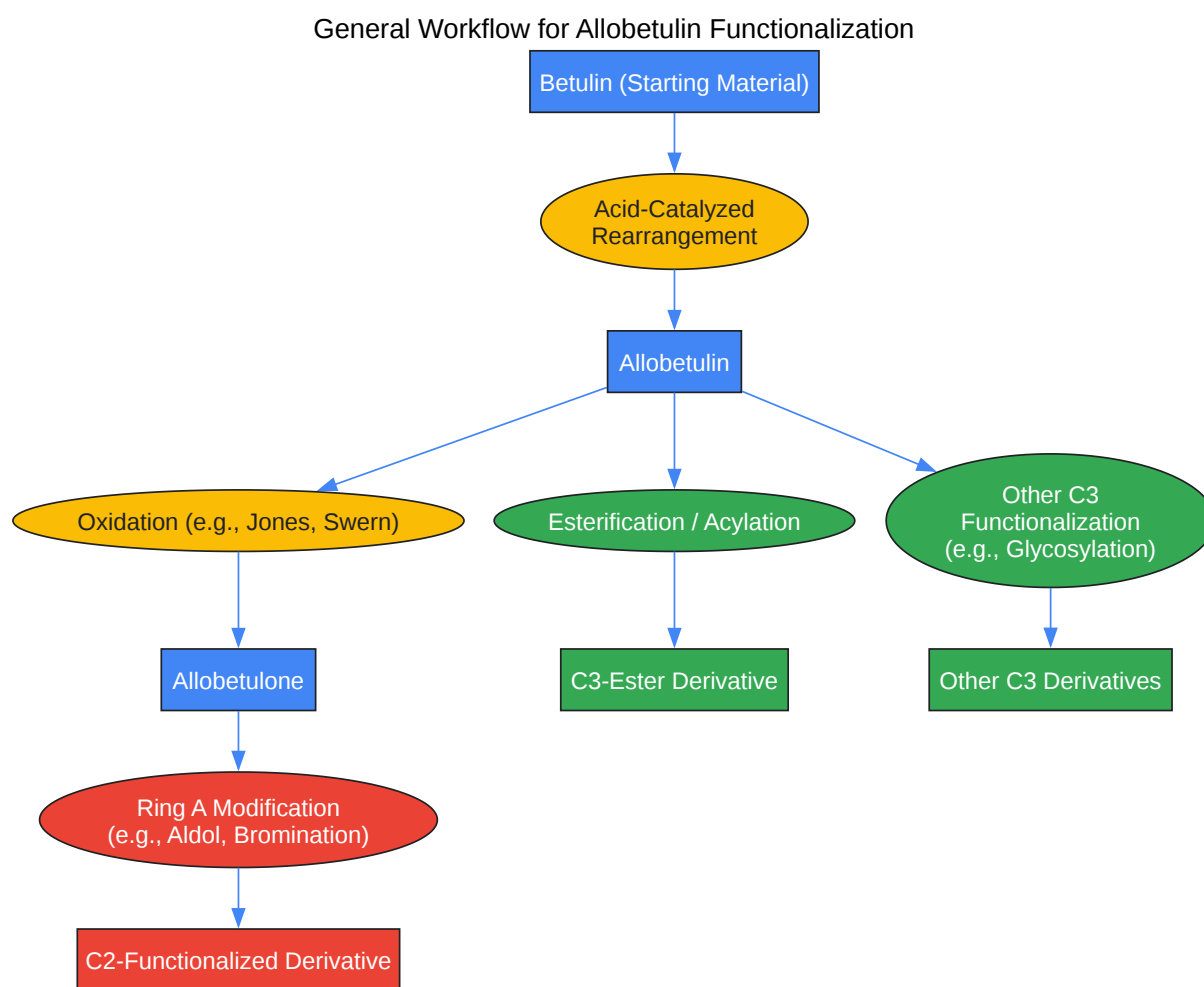 General Workflow for Allobetulin Functionalization
Betulin (Starting Material)
Acid-Catalyzed
Rearrangement
Allobetulin
Oxidation (e.g., Jones, Swern)
Esterification / Acylation
Other C3
Functionalization
(e.g., Glycosylation)
Allobetulone
C3-Ester Derivative
Other C3 Derivatives
Ring A Modification
(e.g., Aldol, Bromination)
C2-Functionalized Derivative